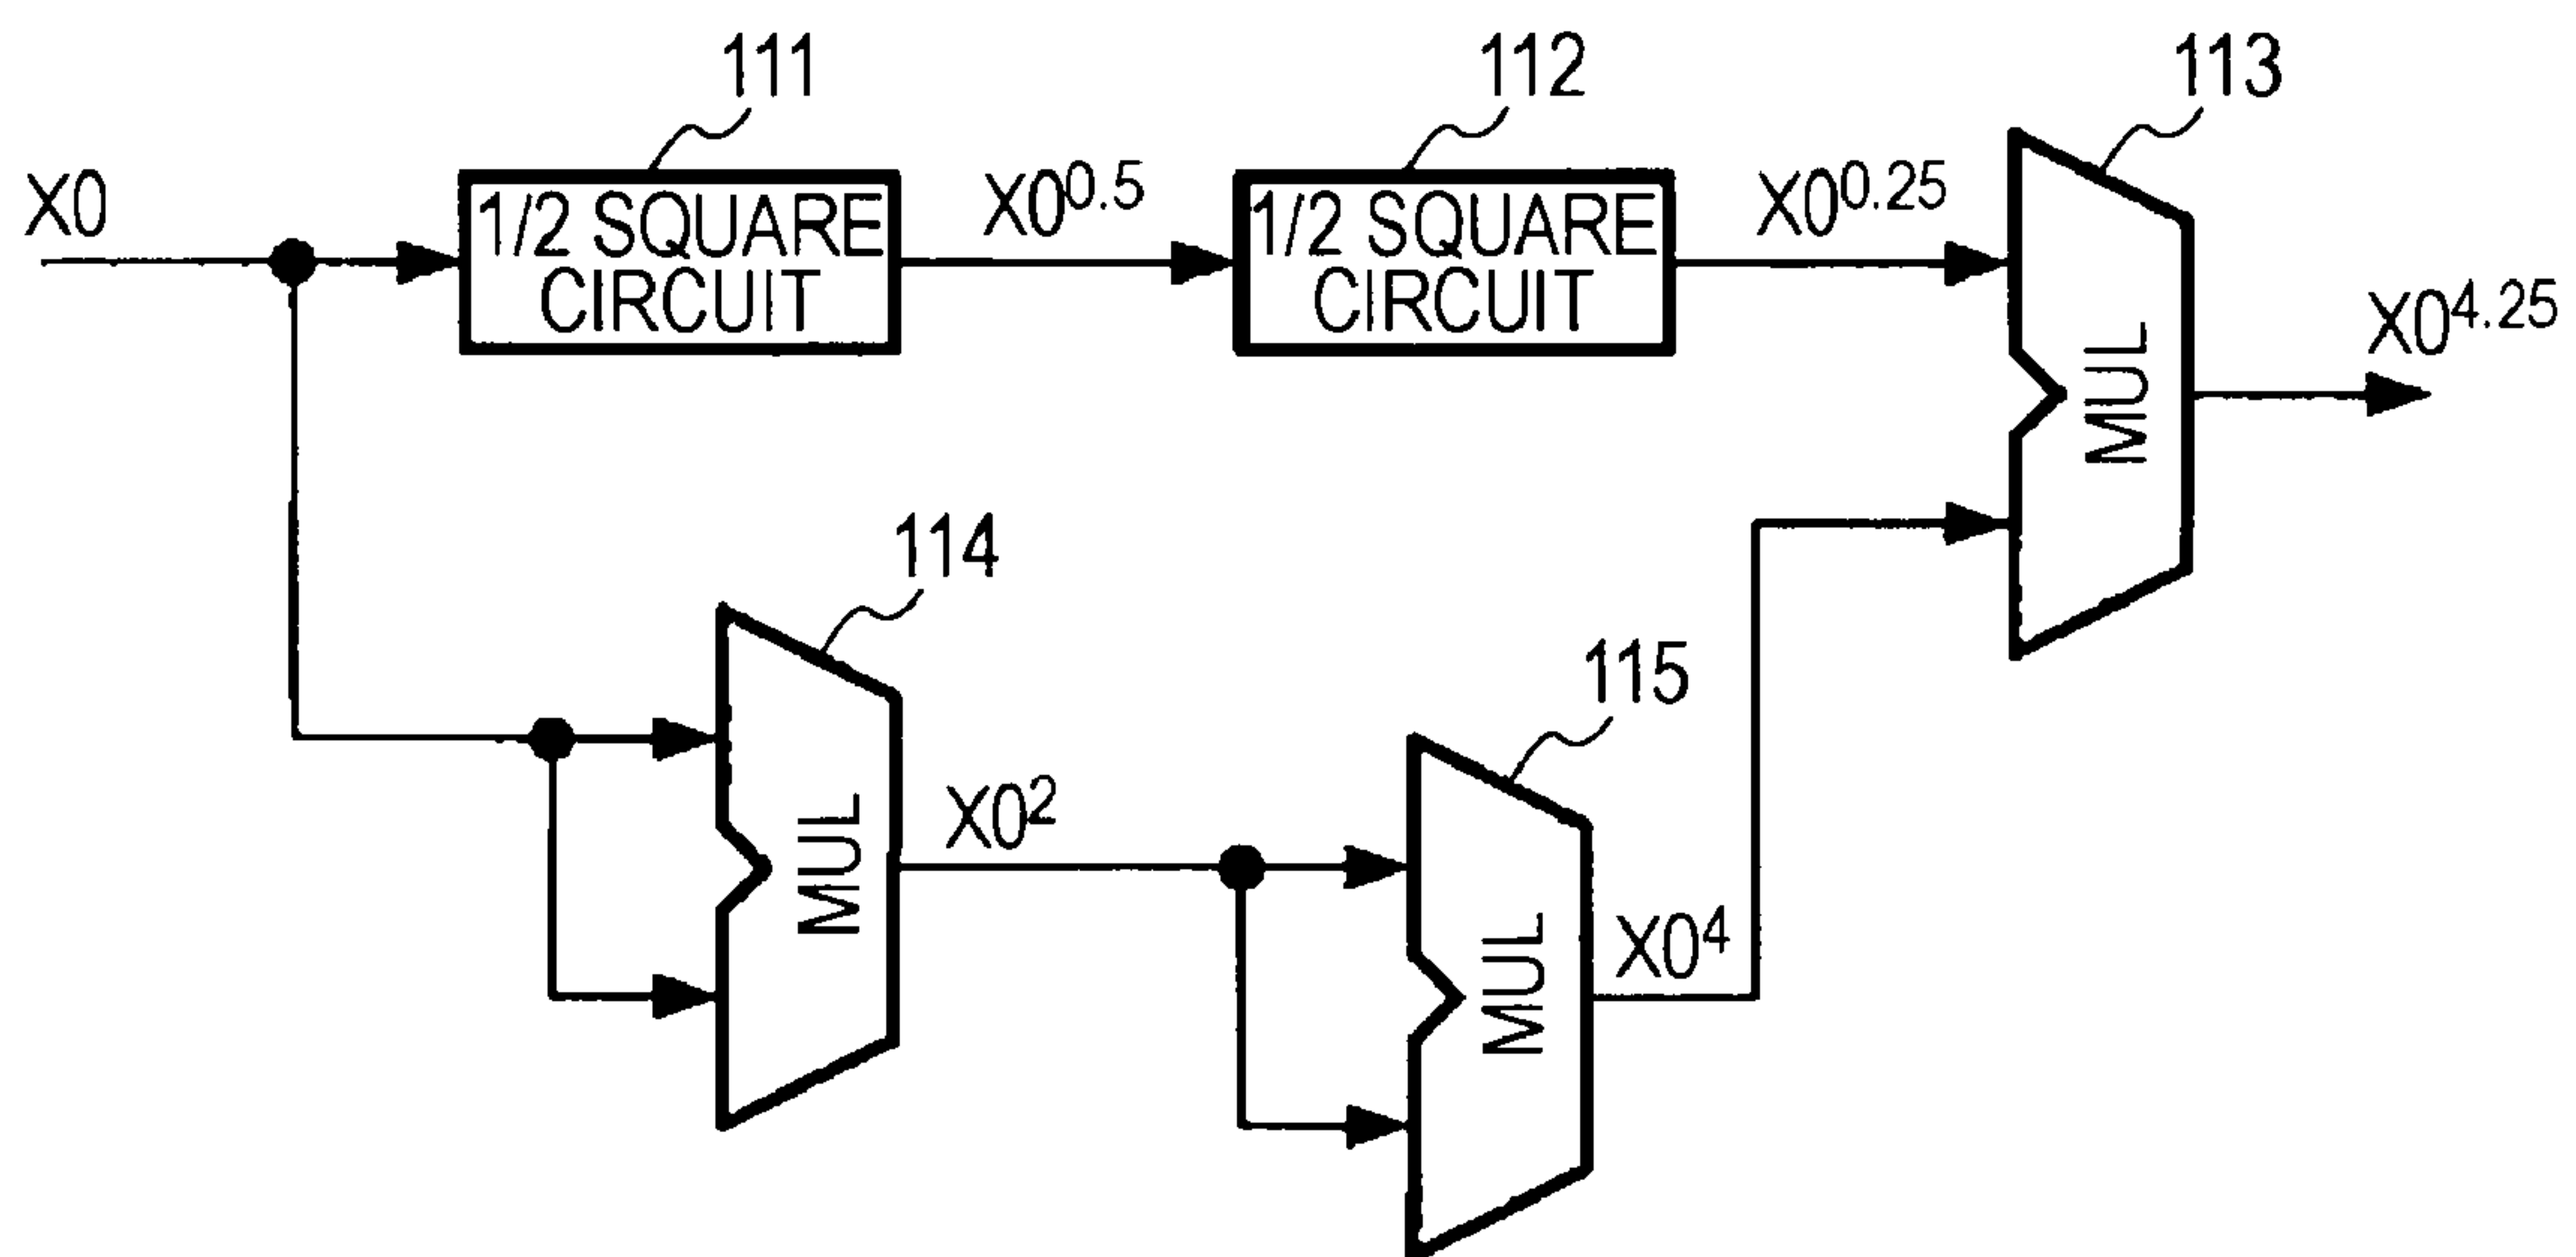 111
112
113
X0
1/2 SQUARE
CIRCUIT
X0^0.5
1/2 SQUARE
CIRCUIT
X0^0.25
MUL
X0^4.25
114
MUL
X0^2
115
MUL
X0^4